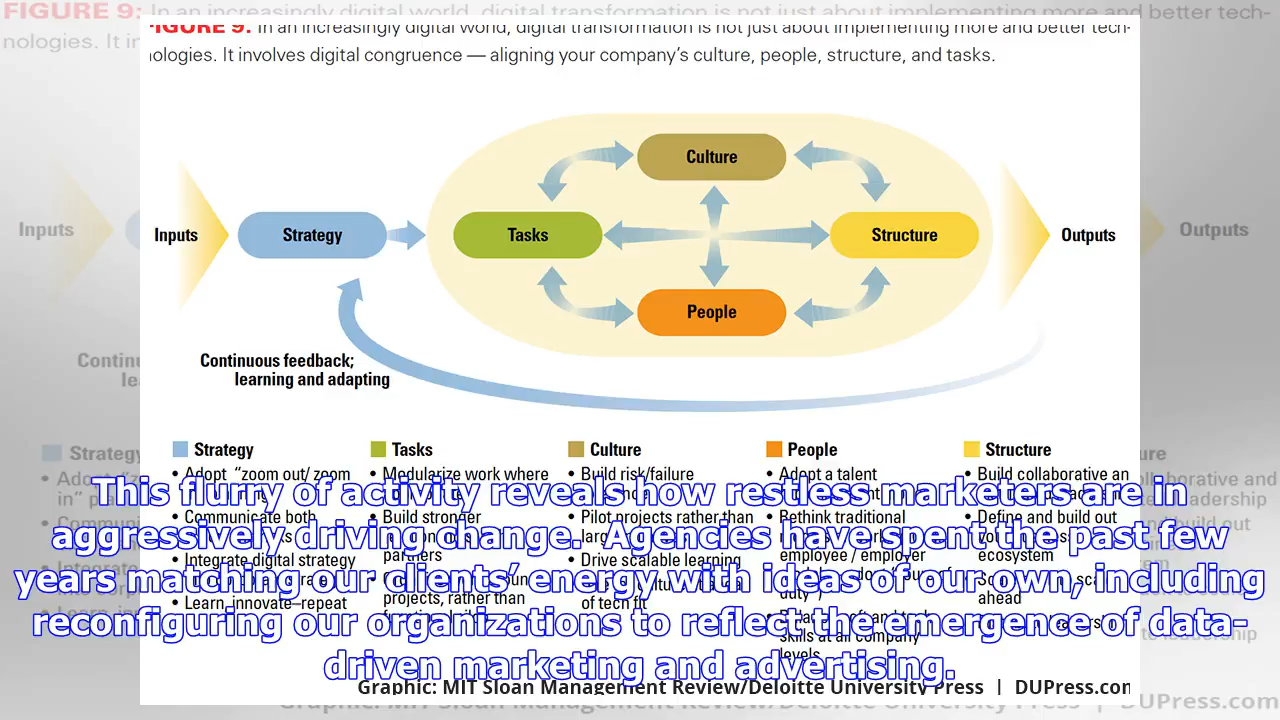 FIGURE 9: In an increasingly digital world, digital transformation is not just about implementing more and better tech-
nologies. It involves digital congruence — aligning your company's culture, people, structure, and tasks.
Culture
Inputs
Strategy
Tasks
Structure
Outputs
People
Continuous feedback;
learning and adapting
Strategy
• Adopt “zoom out/ zoom
• Communicate both
• Integrate digital strategy
• Learn–innovate–repeat
Tasks
• Modularize work where
• Build stronger
partners
projects, rather than
Culture
• Build risk/failure
• Pilot projects rather than
• Drive scalable learning
of tech fit
People
• Adopt a talent
• Rethink traditional
employee / employer
duty”)
skills at all company
levels
Structure
• Build collaborative an
• Define and build out
ecosystem
ahead
This flurry of activity reveals how restless marketers are in
aggressively driving change. Agencies have spent the past few
years matching our clients’ energy with ideas of our own, including
reconfiguring our organizations to reflect the emergence of data-
driven marketing and advertising.
Graphic: MIT Sloan Management Review/Deloitte University Press | DUPress.com